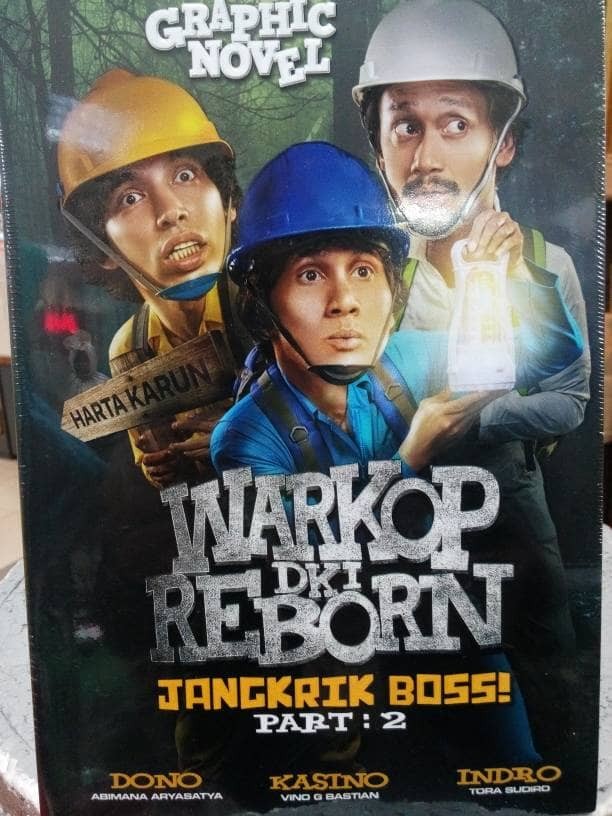 GRAPHIC
NOVEL
HARTA KARUN
WARKOP
DKI
REBORN
JANGKRIK BOSS!
PART : 2
DONO
ABIMANA ARYASATYA
KASINO
VINO G BASTIAN
INDRO
TORA SUDIRO